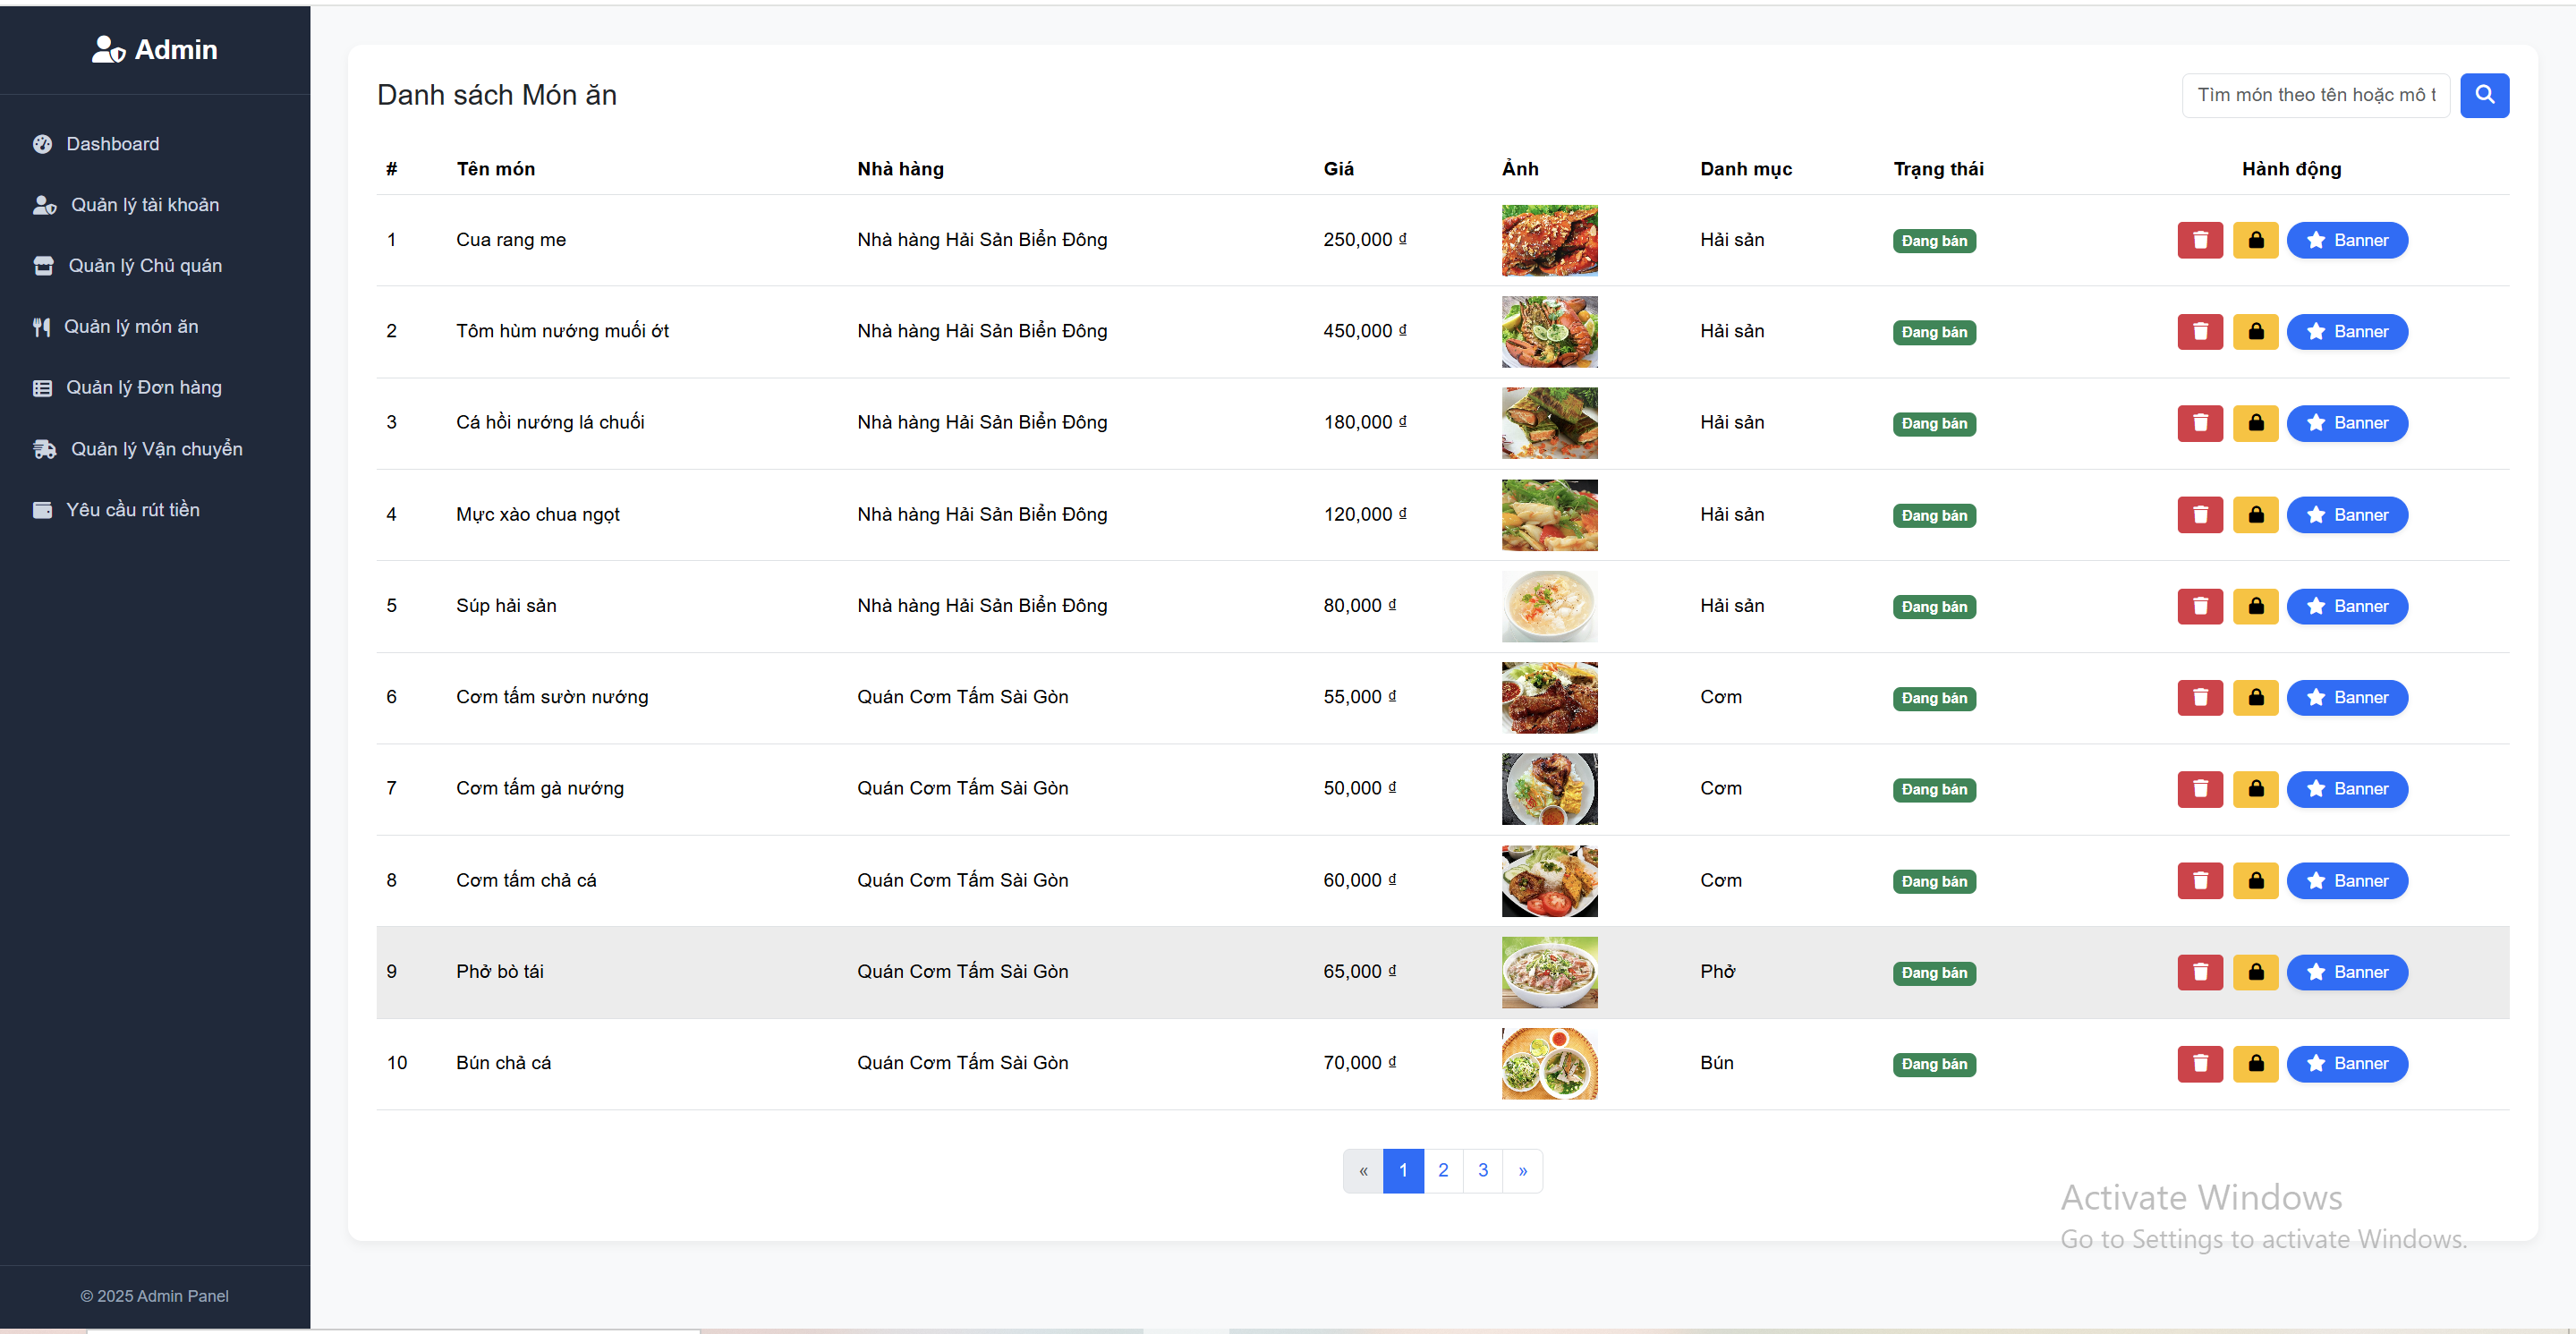 Admin
Dashboard
Quản lý tài khoản
Quản lý Chủ quán
Quản lý món ăn
Quản lý Đơn hàng
Quản lý Vận chuyển
Yêu cầu rút tiền
© 2025 Admin Panel
Danh sách Món ăn
Tìm món theo tên hoặc mô t
# Tên món Nhà hàng Giá Ảnh Danh mục Trạng thái Hành động
1 Cua rang me Nhà hàng Hải Sản Biển Đông 250,000 ₫ Hải sản Đang bán Banner
2 Tôm hùm nướng muối ớt Nhà hàng Hải Sản Biển Đông 450,000 ₫ Hải sản Đang bán Banner
3 Cá hồi nướng lá chuối Nhà hàng Hải Sản Biển Đông 180,000 ₫ Hải sản Đang bán Banner
4 Mực xào chua ngọt Nhà hàng Hải Sản Biển Đông 120,000 ₫ Hải sản Đang bán Banner
5 Súp hải sản Nhà hàng Hải Sản Biển Đông 80,000 ₫ Hải sản Đang bán Banner
6 Cơm tấm sườn nướng Quán Cơm Tấm Sài Gòn 55,000 ₫ Cơm Đang bán Banner
7 Cơm tấm gà nướng Quán Cơm Tấm Sài Gòn 50,000 ₫ Cơm Đang bán Banner
8 Cơm tấm chả cá Quán Cơm Tấm Sài Gòn 60,000 ₫ Cơm Đang bán Banner
9 Phở bò tái Quán Cơm Tấm Sài Gòn 65,000 ₫ Phở Đang bán Banner
10 Bún chả cá Quán Cơm Tấm Sài Gòn 70,000 ₫ Bún Đang bán Banner
« 1 2 3 »
Activate Windows
Go to Settings to activate Windows.